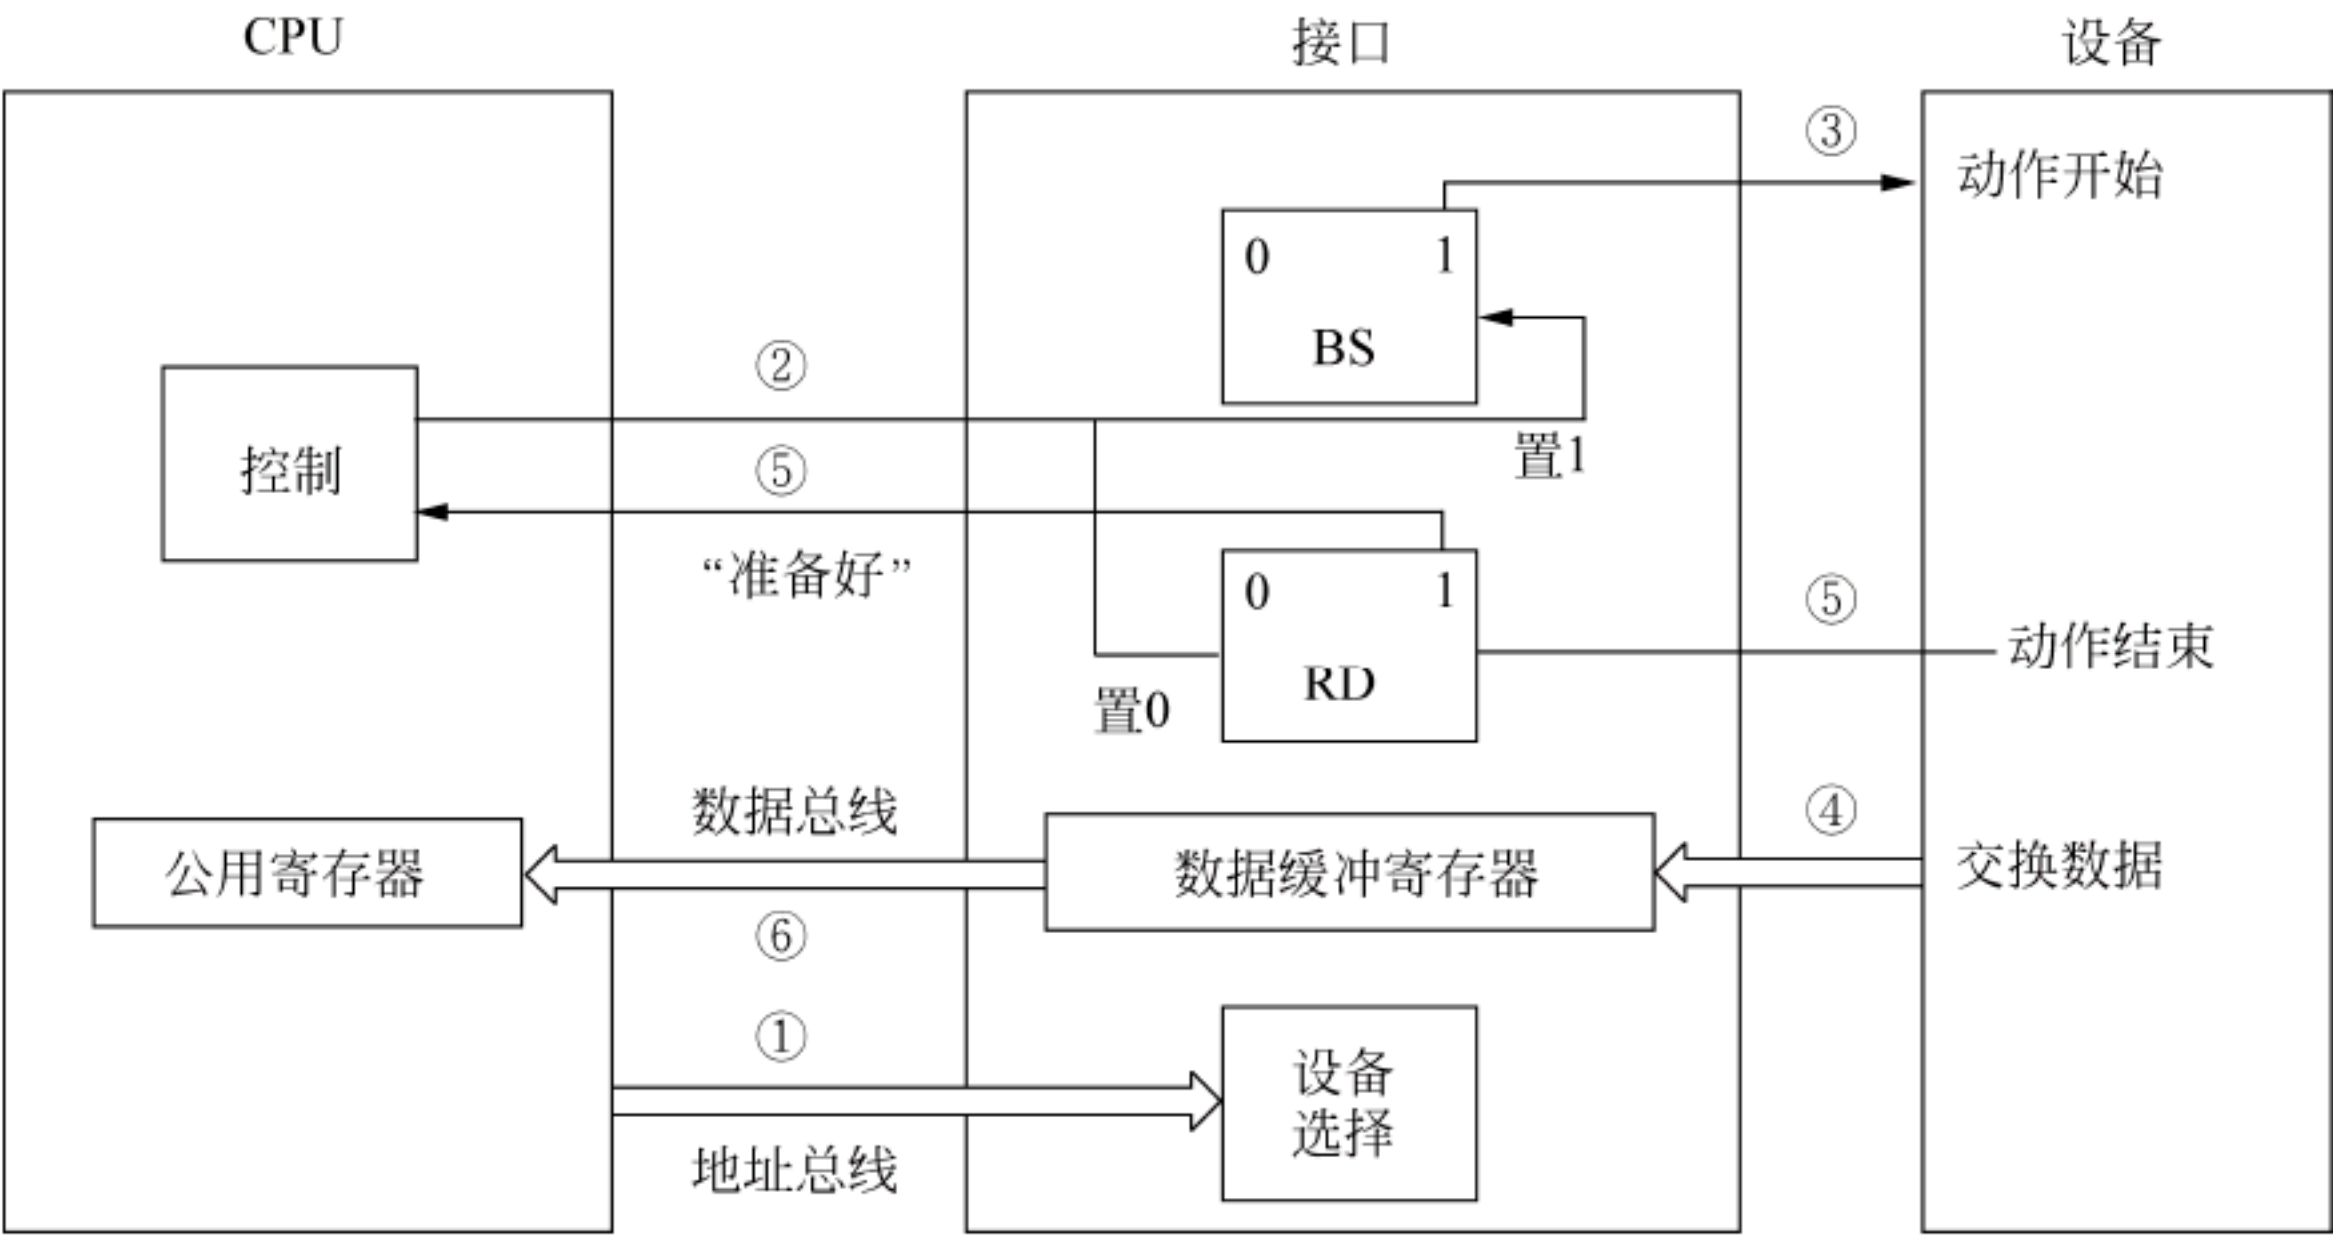 CPU
接口
设备
③
动作开始
0 1
BS
②
置1
控制
⑤
“准备好”
0 1
RD
⑤
动作结束
置0
数据总线
④
公用寄存器
数据缓冲寄存器
交换数据
⑥
①
设备
选择
地址总线